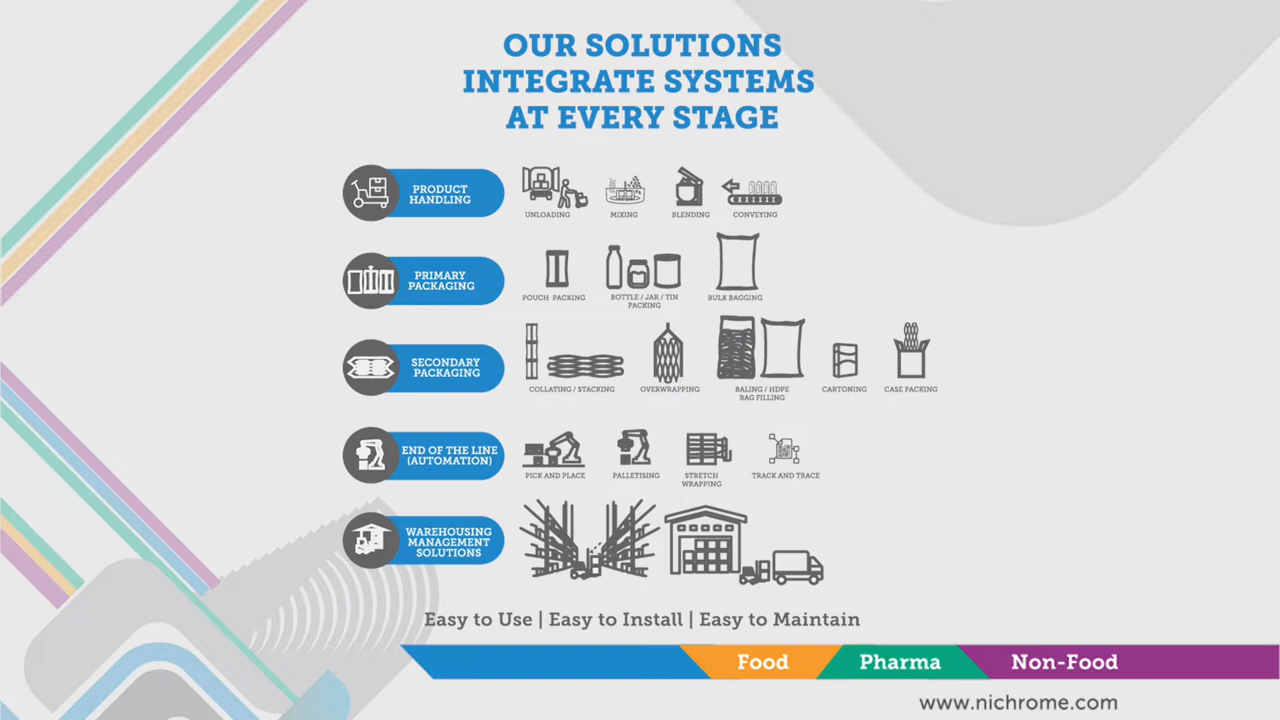 OUR SOLUTIONS
INTEGRATE SYSTEMS
AT EVERY STAGE
PRODUCT
HANDLING
UNLOADING
MIXING
BLENDING
CONVEYING
PRIMARY
PACKAGING
POUCH PACKING
BOTTLE / JAR / TIN
PACKING
BULK BAGGING
SECONDARY
PACKAGING
COLLATING / STACKING
OVERWRAPPING
BALING / HDPE
BAG FILLING
CARTONING
CASE PACKING
END OF THE LINE
(AUTOMATION)
PICK AND PLACE
PALLETISING
STRETCH
WRAPPING
TRACK AND TRACE
WAREHOUSING
MANAGEMENT
SOLUTIONS
Easy to Use | Easy to Install | Easy to Maintain
Food
Pharma
Non-Food
www.nichrome.com